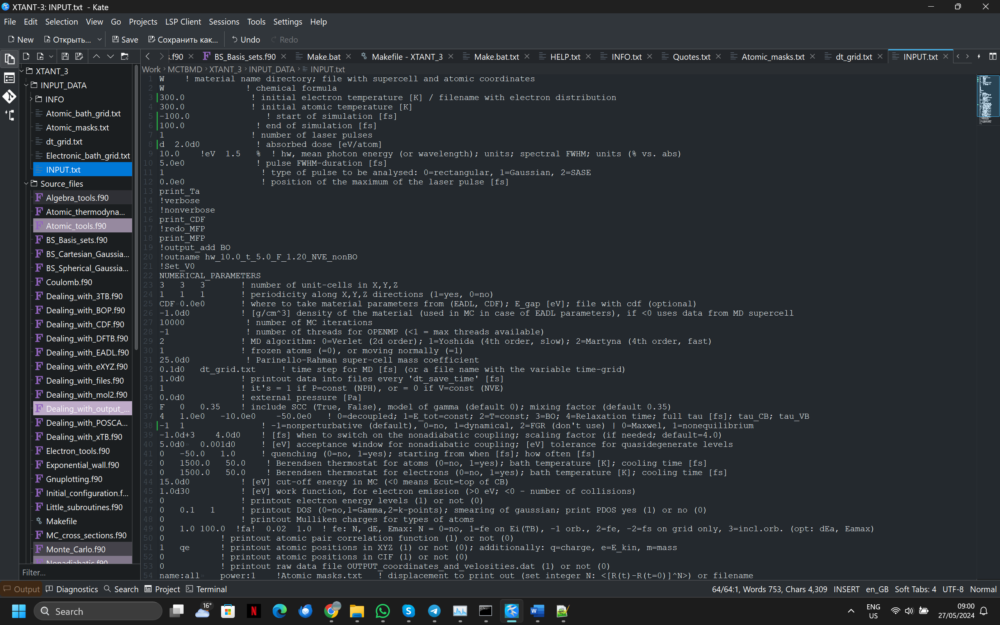 XTANT-3: INPUT.txt - Kate
File Edit Selection View Go Projects LSP Client Sessions Tools Settings Help
New Открыть... Save Сохранить как... Undo Redo
.f90 BS_Basis_sets.f90 Make.bat Makefile - XTANT_3 Make.bat.txt HELP.txt INFO.txt Quotes.txt Atomic_masks.txt dt_grid.txt INPUT.txt
Work > MCTBMD > XTANT_3 > INPUT_DATA > INPUT.txt
XTANT_3
INPUT_DATA
INFO
Atomic_bath_grid.txt
Atomic_masks.txt
dt_grid.txt
Electronic_bath_grid.txt
INPUT.txt
Source_files
Algebra_tools.f90
Atomic_thermodyna...
Atomic_tools.f90
BS_Basis_sets.f90
BS_Cartesian_Gaussia...
BS_Spherical_Gaussia...
Coulomb.f90
Dealing_with_3TB.f90
Dealing_with_BOP.f90
Dealing_with_CDF.f90
Dealing_with_DFTB.f90
Dealing_with_EADL.f90
Dealing_with_eXYZ.f90
Dealing_with_files.f90
Dealing_with_mol2.f90
Dealing_with_output_...
Dealing_with_POSCA...
Dealing_with_xTB.f90
Electron_tools.f90
Exponential_wall.f90
Gnuplotting.f90
Initial_configuration.f...
Little_subroutines.f90
Makefile
MC_cross_sections.f90
Monte_Carlo.f90
Nonadiabatic.f90
Filter...
1 W ! material name directory; file with supercell and atomic coordinates
2 W ! chemical formula
3 300.0 ! initial electron temperature [K] / filename with electron distribution
4 300.0 ! initial atomic temperature [K]
5 -100.0 ! start of simulation [fs]
6 100.0 ! end of simulation [fs]
7 1 ! number of laser pulses
8 d 2.0d0 ! absorbed dose [eV/atom]
9 10.0 !eV 1.5 % ! hw, mean photon energy (or wavelength); units; spectral FWHM; units (% vs. abs)
10 5.0e0 ! pulse FWHM-duration [fs]
11 1 ! type of pulse to be analysed: 0=rectangular, 1=Gaussian, 2=SASE
12 0.0e0 ! position of the maximum of the laser pulse [fs]
13 print_Ta
14 !verbose
15 !nonverbose
16 print_CDF
17 !redo_MFP
18 print_MFP
19 !output_add BO
20 !outname hw_10.0_t_5.0_F_1.20_NVE_nonBO
21 !Set_V0
22 NUMERICAL_PARAMETERS
23 3 3 3 ! number of unit-cells in X,Y,Z
24 1 1 1 ! periodicity along X,Y,Z directions (1=yes, 0=no)
25 CDF» 0.0e0 ! where to take material parameters from (EADL, CDF); E_gap [eV]; file with cdf (optional)
26 -1.0d0 ! [g/cm^3] density of the material (used in MC in case of EADL parameters), if <0 uses data from MD supercell
27 10000 ! number of MC iterations
28 -1 ! number of threads for OPENMP (<1 = max threads available)
29 2 ! MD algorithm: 0=Verlet (2d order); 1=Yoshida (4th order, slow); 2=Martyna (4th order, fast)
30 1 ! frozen atoms (=0), or moving normally (=1)
31 25.0d0 ! Parinello-Rahman super-cell mass coefficient
32 0.1d0 dt_grid.txt ! time step for MD [fs] (or a file name with the variable time-grid)
33 1.0d0 ! printout data into files every 'dt_save_time' [fs]
34 1 ! it's = 1 if P=const (NPH), or = 0 if V=const (NVE)
35 0.0d0 ! external pressure [Pa]
36 F 0 0.35 ! include SCC (True, False), model of gamma (default 0); mixing factor (default 0.35)
37 4 1.0e0 -10.0e0 -50.0e0 ! 0=decoupled; 1=E_tot=const; 2=T=const; 3=BO; 4=Relaxation time; full tau [fs]; tau_CB; tau_VB
38 -1 1 ! -1=nonperturbative (default), 0=no, 1=dynamical, 2=FGR (don't use) | 0=Maxwel, 1=nonequilibrium
39 -1.0d+3 4.0d0 ! [fs] when to switch on the nonadiabatic coupling; scaling factor (if needed; default=4.0)
40 5.0d0» 0.001d0 ! [eV] acceptance window for nonadiabatic coupling; [eV] tolerance for quasidegenerate levels
41 0 -50.0 1.0 ! quenching (0=no, 1=yes); starting from when [fs]; how often [fs]
42 0 1500.0 50.0 ! Berendsen thermostat for atoms (0=no, 1=yes); bath temperature [K]; cooling time [fs]
43 0 1500.0 50.0 ! Berendsen thermostat for electrons (0=no, 1=yes); bath temperature [K]; cooling time [fs]
44 15.0d0 ! [eV] cut-off energy in MC (<0 means Ecut=top of CB)
45 1.0d30 ! [eV] work function, for electron emission (>0 eV; <0 - number of collisions)
46 0 ! printout electron energy levels (1) or not (0)
47 0 0.1 1 ! printout DOS (0=no,1=Gamma,2=k-points); smearing of gaussian; print PDOS yes (1) or no (0)
48 0 ! printout Mulliken charges for types of atoms
49 0 1.0 100.0 !fa! 0.02 1.0 ! fe: N, dE, Emax: N = 0=no, 1=fe on Ei(TB), -1 orb., 2=fe, -2=fs on grid only, 3=incl.orb. (opt: dEa, Eamax)
50 0 ! printout atomic pair correlation function (1) or not (0)
51 1 qe ! printout atomic positions in XYZ (1) or not (0); additionally: q=charge, e=E_kin, m=mass
52 0 ! printout atomic positions in CIF (1) or not (0)
53 0 ! printout raw data file OUTPUT_coordinates_and_velosities.dat (1) or not (0)
54 name:all» power:1 !Atomic_masks.txt ! displacement to print out (set integer N: <[R(t)-R(t=0)]^N>) or filename
Output Diagnostics Search Project Terminal
64/64:1, Words 753, Chars 4,309 INSERT en_GB Soft Tabs: 4 UTF-8 Normal
Search
16°
ENG
US
09:00
27/05/2024